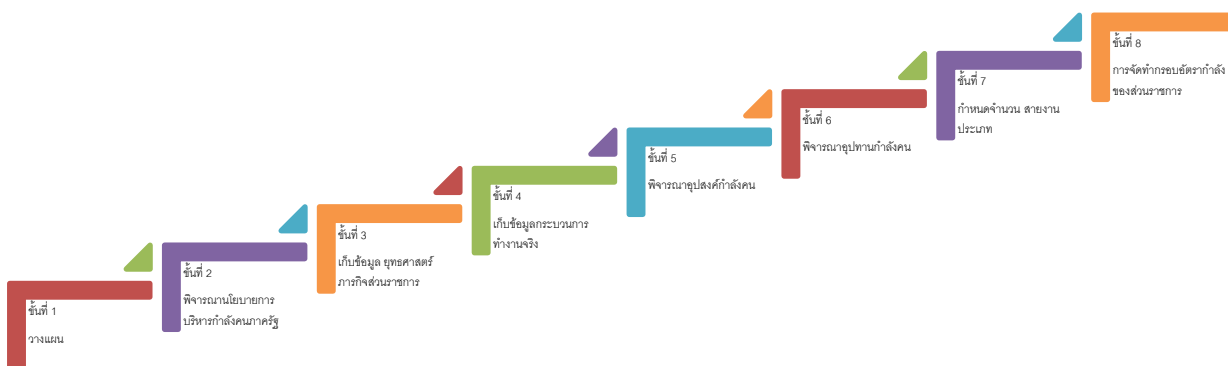 ขั้นที่ 1
วางแผน
ขั้นที่ 2
พิจารณานโยบายการ
บริหารกำลังคนภาครัฐ
ขั้นที่ 3
เก็บข้อมูล ยุทธศาสตร์
ภารกิจส่วนราชการ
ขั้นที่ 4
เก็บข้อมูลกระบวนการ
ทำงานจริง
ขั้นที่ 5
พิจารณาอุปสงค์กำลังคน
ขั้นที่ 6
พิจารณาอุปทานกำลังคน
ขั้นที่ 7
กำหนดจำนวน สายงาน
ประเภท
ขั้นที่ 8
การจัดทำกรอบอัตรากำลัง
ของส่วนราชการ